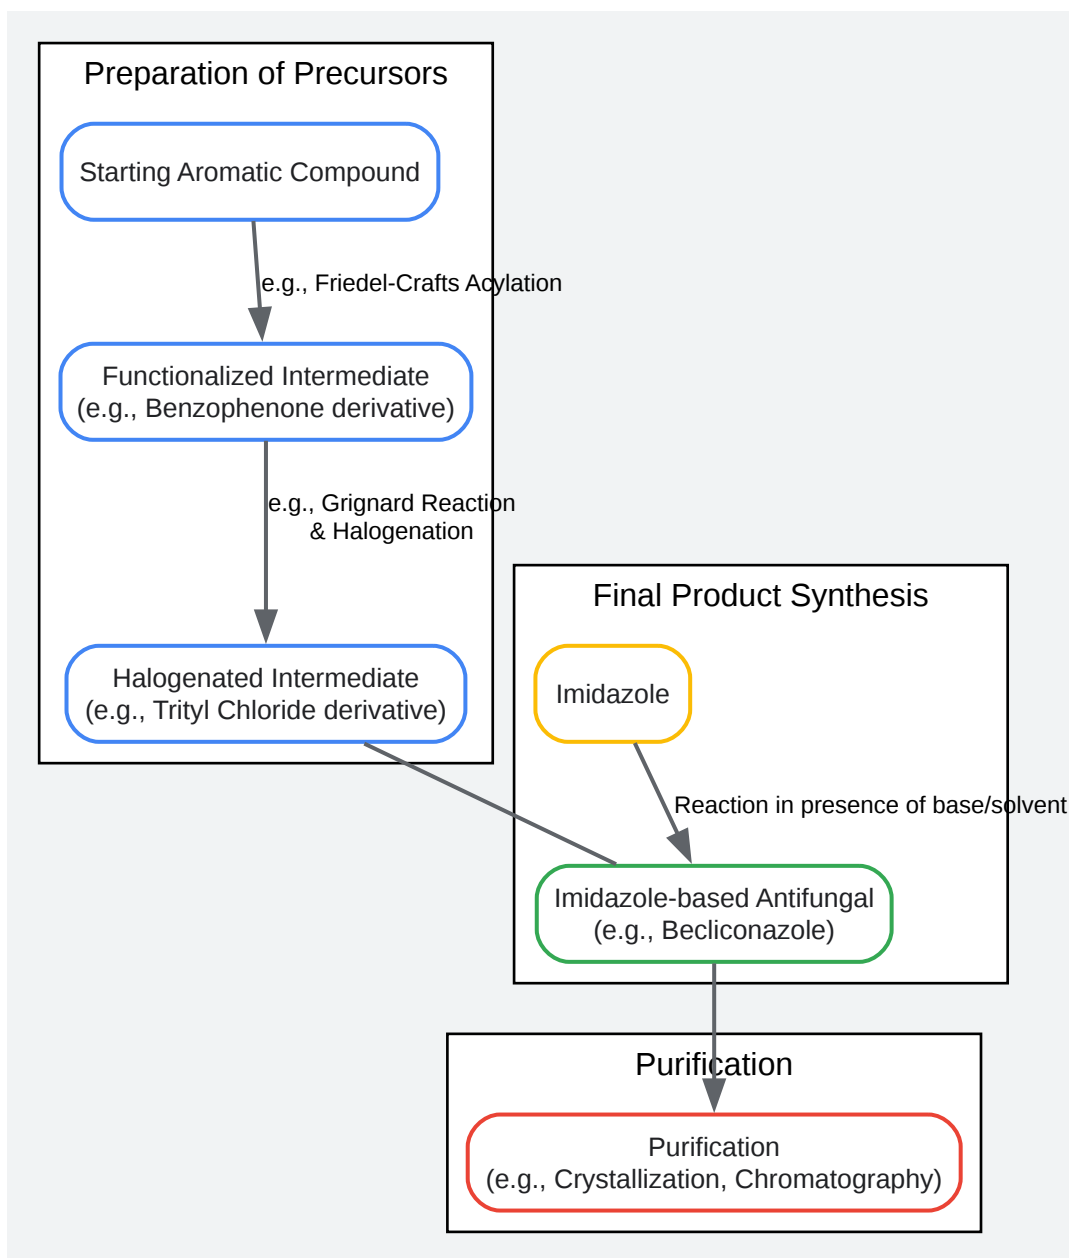 Preparation of Precursors
Starting Aromatic Compound
e.g., Friedel-Crafts Acylation
Functionalized Intermediate
(e.g., Benzophenone derivative)
e.g., Grignard Reaction
& Halogenation
Halogenated Intermediate
(e.g., Trityl Chloride derivative)
Final Product Synthesis
Imidazole
Reaction in presence of base/solvent
Imidazole-based Antifungal
(e.g., Becliconazole)
Purification
Purification
(e.g., Crystallization, Chromatography)